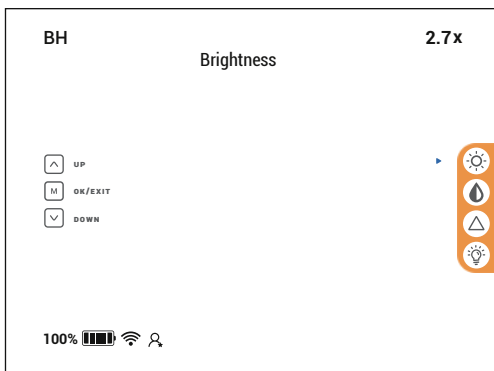 BH
2.7x
Brightness
UP
M
OK/EXIT
DOWN
100%